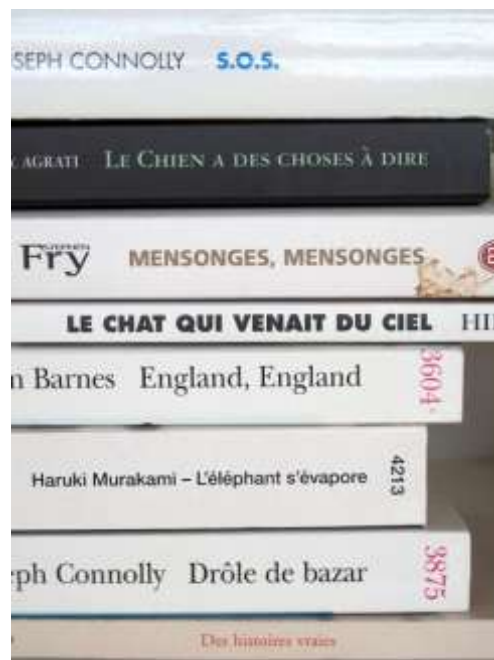 SEPH CONNOLLY S.O.S.
AGRATI LE CHIEN A DES CHOSES À DIRE
STEPHEN
Fry MENSONGES, MENSONGES
LE CHAT QUI VENAIT DU CIEL HI
n Barnes England, England 3604
Haruki Murakami – L'éléphant s'évapore 4213
ph Connolly Drôle de bazar 3875
Des histoires vraies